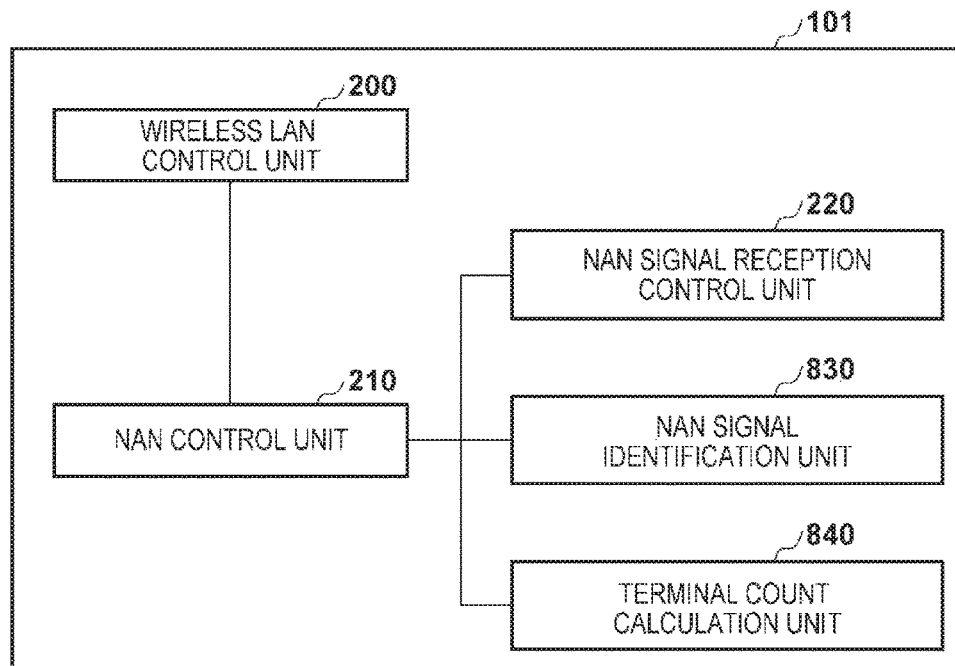 101
200
WIRELESS LAN
CONTROL UNIT
220
NAN SIGNAL RECEPTION
CONTROL UNIT
210
NAN CONTROL UNIT
830
NAN SIGNAL
IDENTIFICATION UNIT
840
TERMINAL COUNT
CALCULATION UNIT